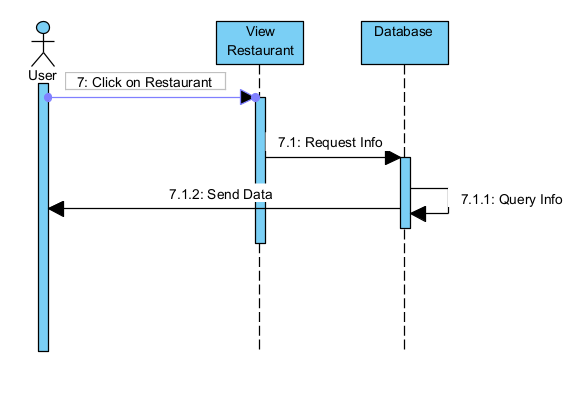 View
Restaurant
Database
User
7: Click on Restaurant
7.1: Request Info
7.1.2: Send Data
7.1.1: Query Info